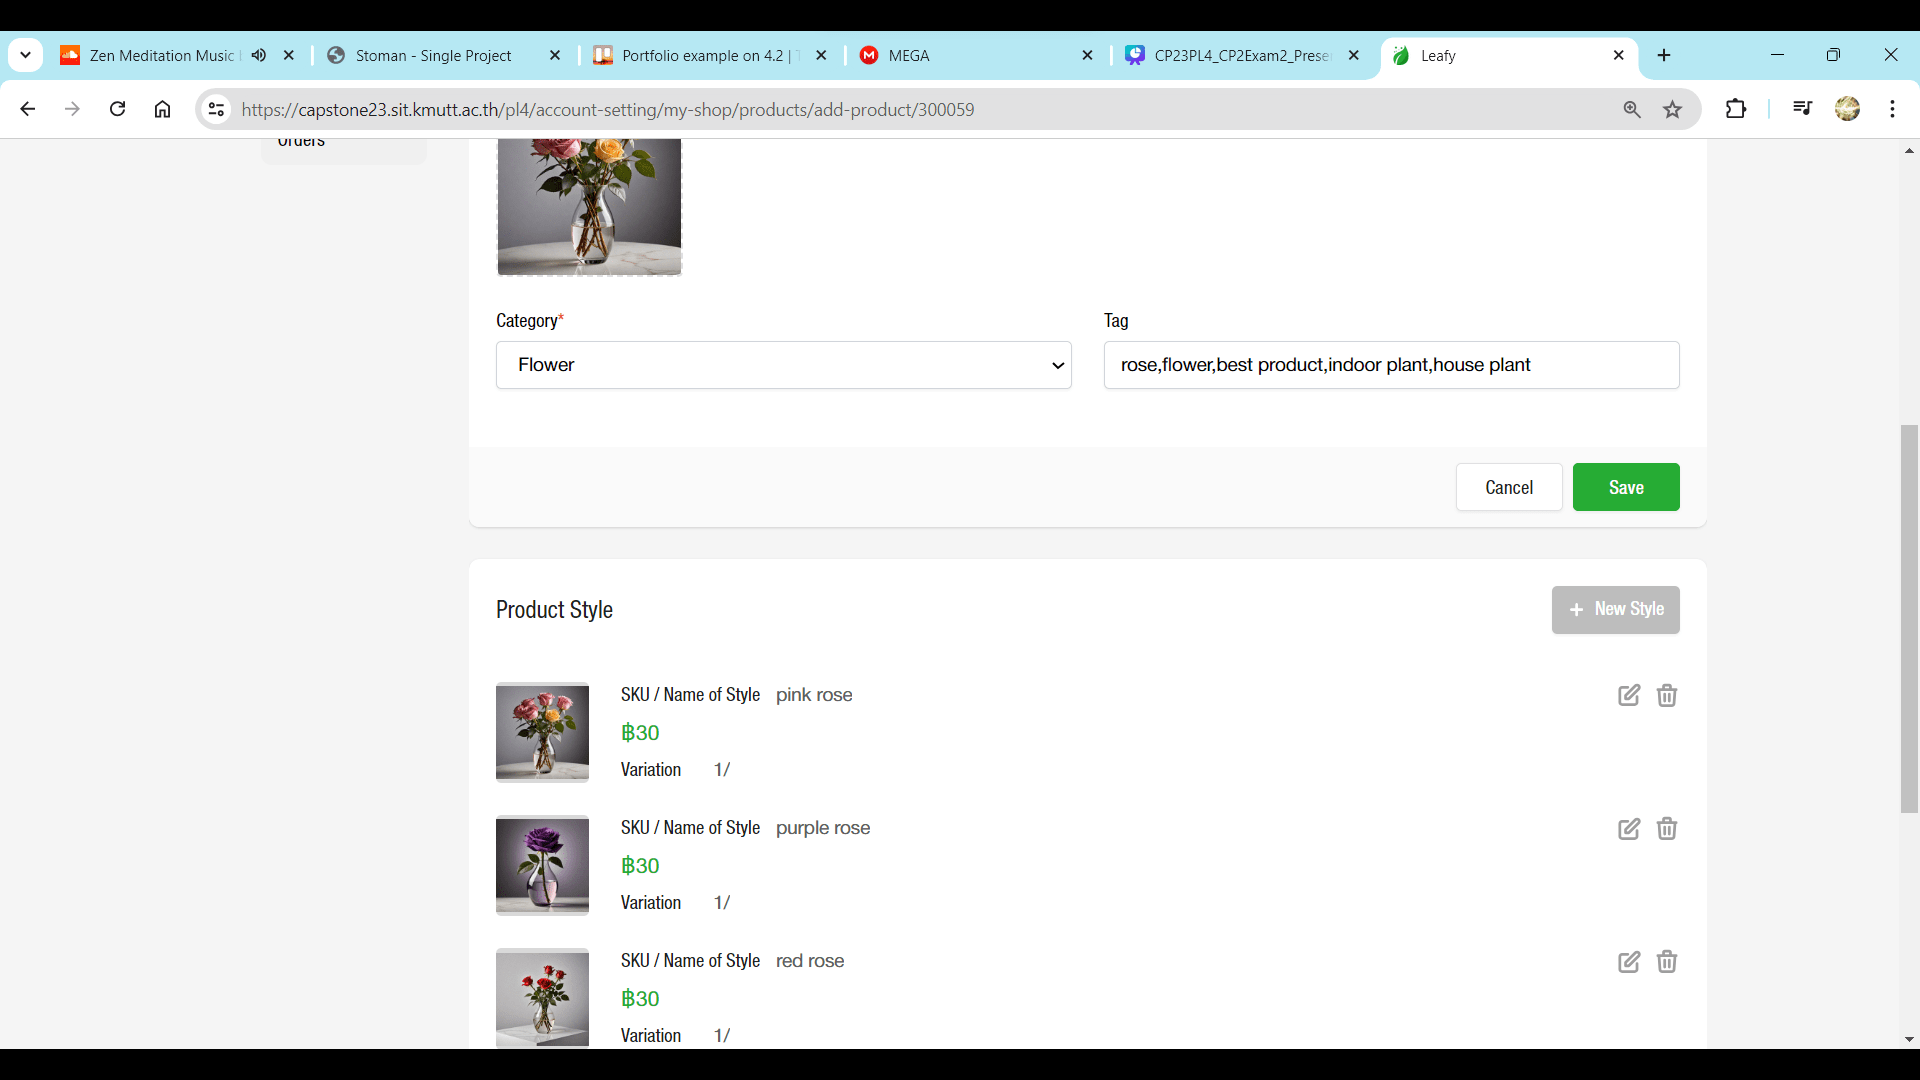 Zen Meditation Music
Stoman - Single Project
Portfolio example on 4.2 |
MEGA
CP23PL4_CP2Exam2_Prese
Leafy
https://capstone23.sit.kmutt.ac.th/pl4/account-setting/my-shop/products/add-product/300059
Orders
Category*
Tag
Flower
rose,flower,best product,indoor plant,house plant
Cancel
Save
Product Style
+ New Style
SKU / Name of Style pink rose
฿30
Variation 1/
SKU / Name of Style purple rose
฿30
Variation 1/
SKU / Name of Style red rose
฿30
Variation 1/